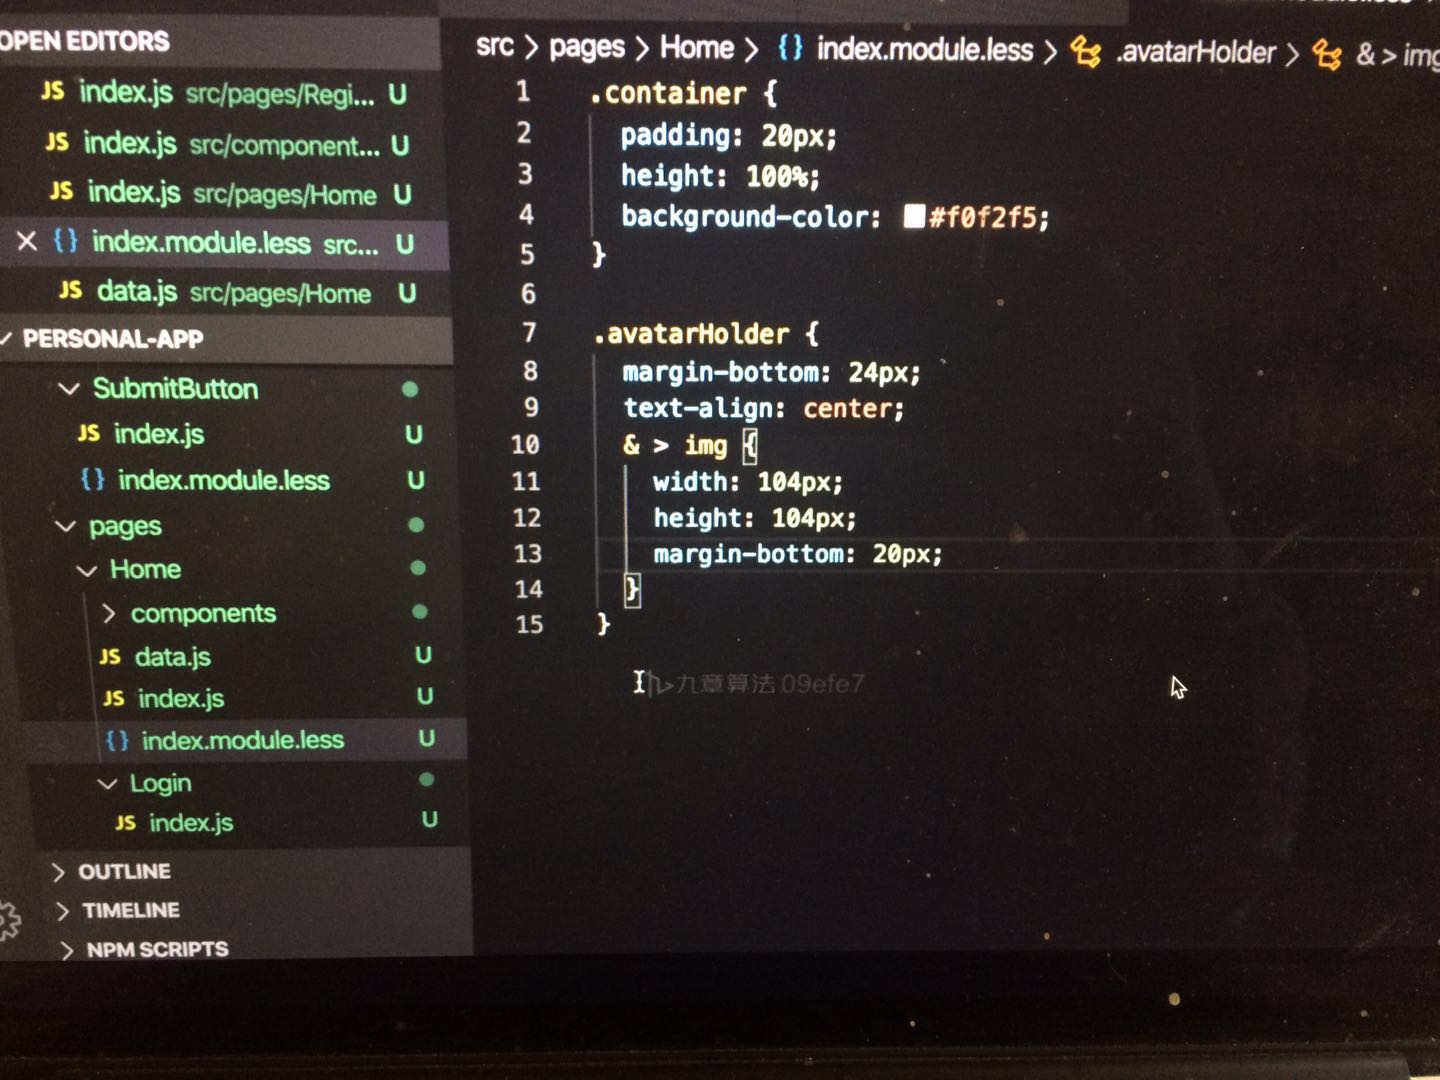 OPEN EDITORS
JS index.js src/pages/Regi... U
JS index.js src/component... U
JS index.js src/pages/Home U
{} index.module.less src... U
JS data.js src/pages/Home U
PERSONAL-APP
SubmitButton
JS index.js U
{} index.module.less U
pages
Home
components
JS data.js U
JS index.js U
{} index.module.less U
Login
JS index.js U
OUTLINE
TIMELINE
NPM SCRIPTS
src > pages > Home > {} index.module.less > .avatarHolder > & > img
1 .container {
2 padding: 20px;
3 height: 100%;
4 background-color: #f0f2f5;
5 }
6
7 .avatarHolder {
8 margin-bottom: 24px;
9 text-align: center;
10 & > img {
11 width: 104px;
12 height: 104px;
13 margin-bottom: 20px;
14 }
15 }
九章算法 09efe7